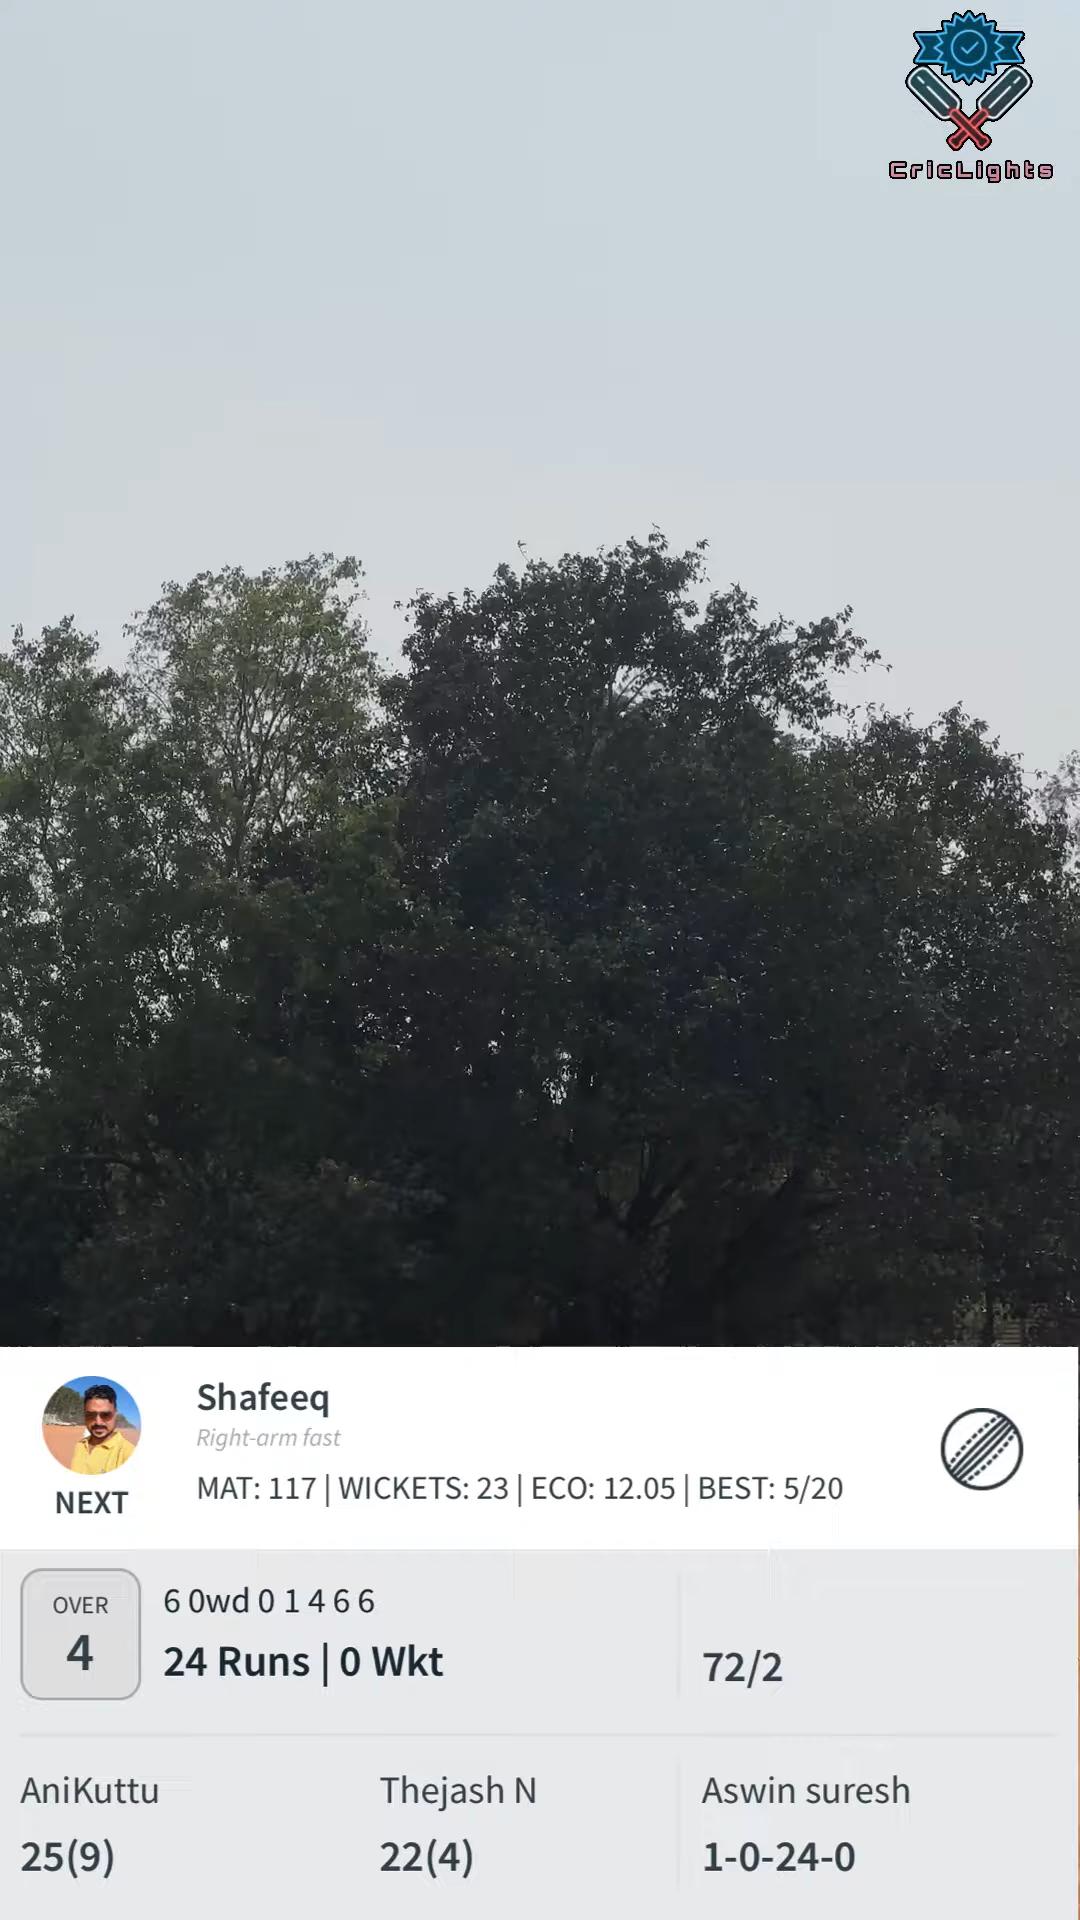 CricLights
Shafeeq
Right-arm fast
NEXT
MAT: 117 | WICKETS: 23 | ECO: 12.05 | BEST: 5/20
OVER
4
6 0wd 0 1 4 6 6
24 Runs | 0 Wkt
72/2
AniKuttu
25(9)
Thejash N
22(4)
Aswin suresh
1-0-24-0